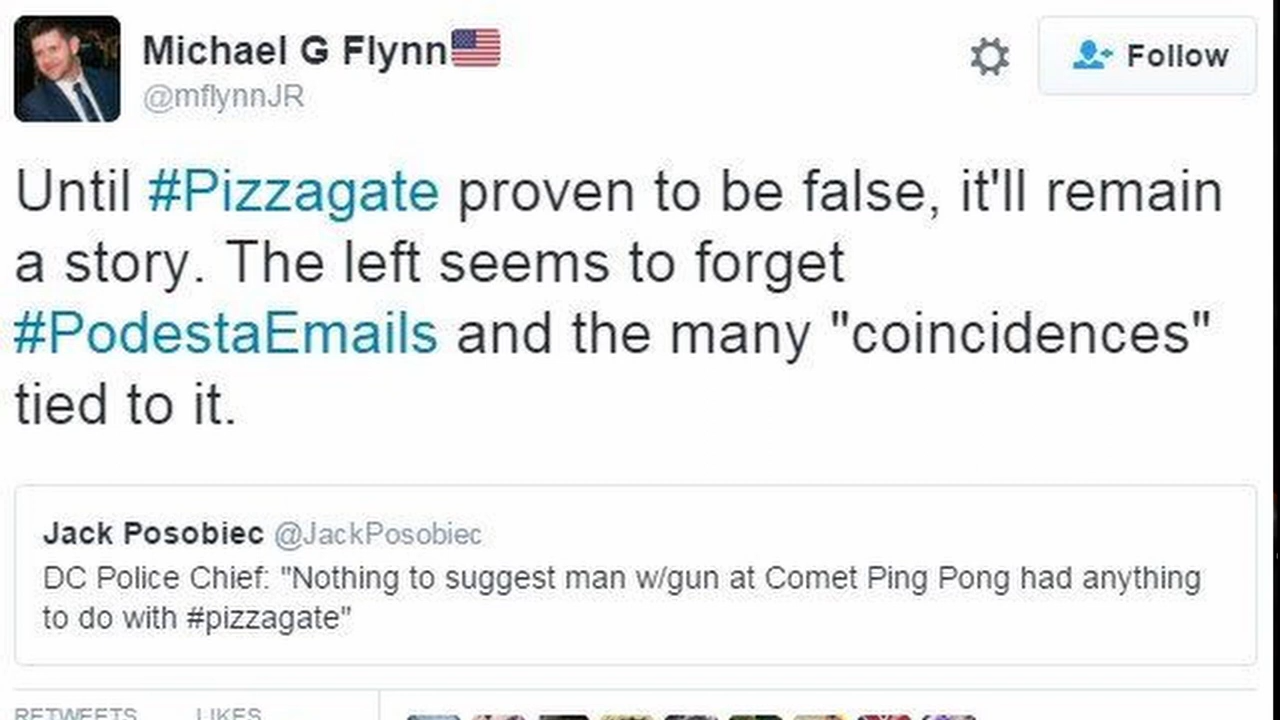 Michael G Flynn
@mflynnJR
Follow
Until #Pizzagate proven to be false, it'll remain
a story. The left seems to forget
#PodestaEmails and the many "coincidences"
tied to it.
Jack Posobiec @JackPosobiec
DC Police Chief: "Nothing to suggest man w/gun at Comet Ping Pong had anything
to do with #pizzagate"
RETWEETS LIKES